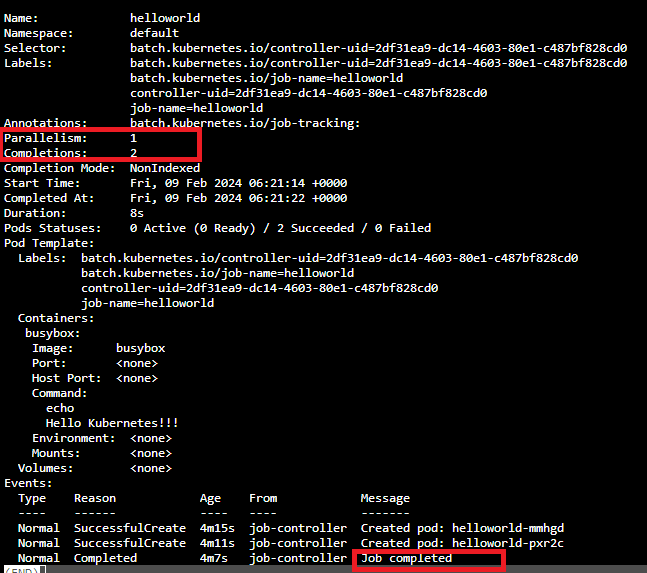 Name: helloworld
Namespace: default
Selector: batch.kubernetes.io/controller-uid=2df31ea9-dc14-4603-80e1-c487bf828cd0
Labels: batch.kubernetes.io/controller-uid=2df31ea9-dc14-4603-80e1-c487bf828cd0
batch.kubernetes.io/job-name=helloworld
controller-uid=2df31ea9-dc14-4603-80e1-c487bf828cd0
job-name=helloworld
Annotations: batch.kubernetes.io/job-tracking:
Parallelism: 1
Completions: 2
Completion Mode: NonIndexed
Start Time: Fri, 09 Feb 2024 06:21:14 +0000
Completed At: Fri, 09 Feb 2024 06:21:22 +0000
Duration: 8s
Pods Statuses: 0 Active (0 Ready) / 2 Succeeded / 0 Failed
Pod Template:
Labels: batch.kubernetes.io/controller-uid=2df31ea9-dc14-4603-80e1-c487bf828cd0
batch.kubernetes.io/job-name=helloworld
controller-uid=2df31ea9-dc14-4603-80e1-c487bf828cd0
job-name=helloworld
Containers:
busybox:
Image: busybox
Port: <none>
Host Port: <none>
Command:
echo
Hello Kubernetes!!!
Environment: <none>
Mounts: <none>
Volumes: <none>
Events:
Type Reason Age From Message
---- ------ ---- ---- -------
Normal SuccessfulCreate 4m15s job-controller Created pod: helloworld-mmhgd
Normal SuccessfulCreate 4m11s job-controller Created pod: helloworld-pxr2c
Normal Completed 4m7s job-controller Job completed
(END)